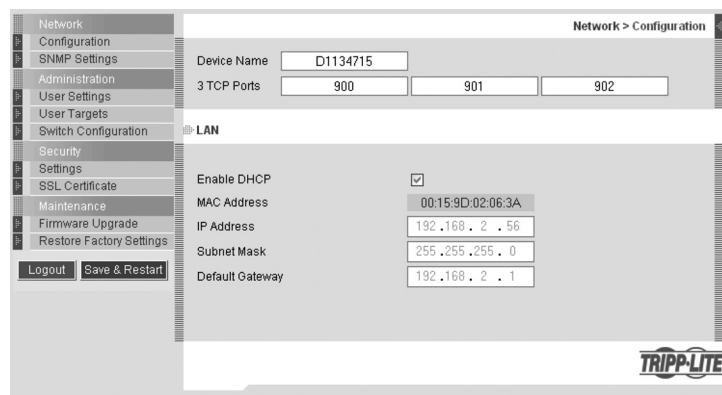 Network
Configuration
SNMP Settings
Administration
User Settings
User Targets
Switch Configuration
Security
Settings
SSL Certificate
Maintenance
Firmware Upgrade
Restore Factory Settings
Logout Save & Restart
Network > Configuration
Device Name D1134715
3 TCP Ports 900 901 902
LAN
Enable DHCP
MAC Address 00:15:9D:02:06:3A
IP Address 192.168.2.56
Subnet Mask 255.255.255.0
Default Gateway 192.168.2.1
TRIPP·LITE